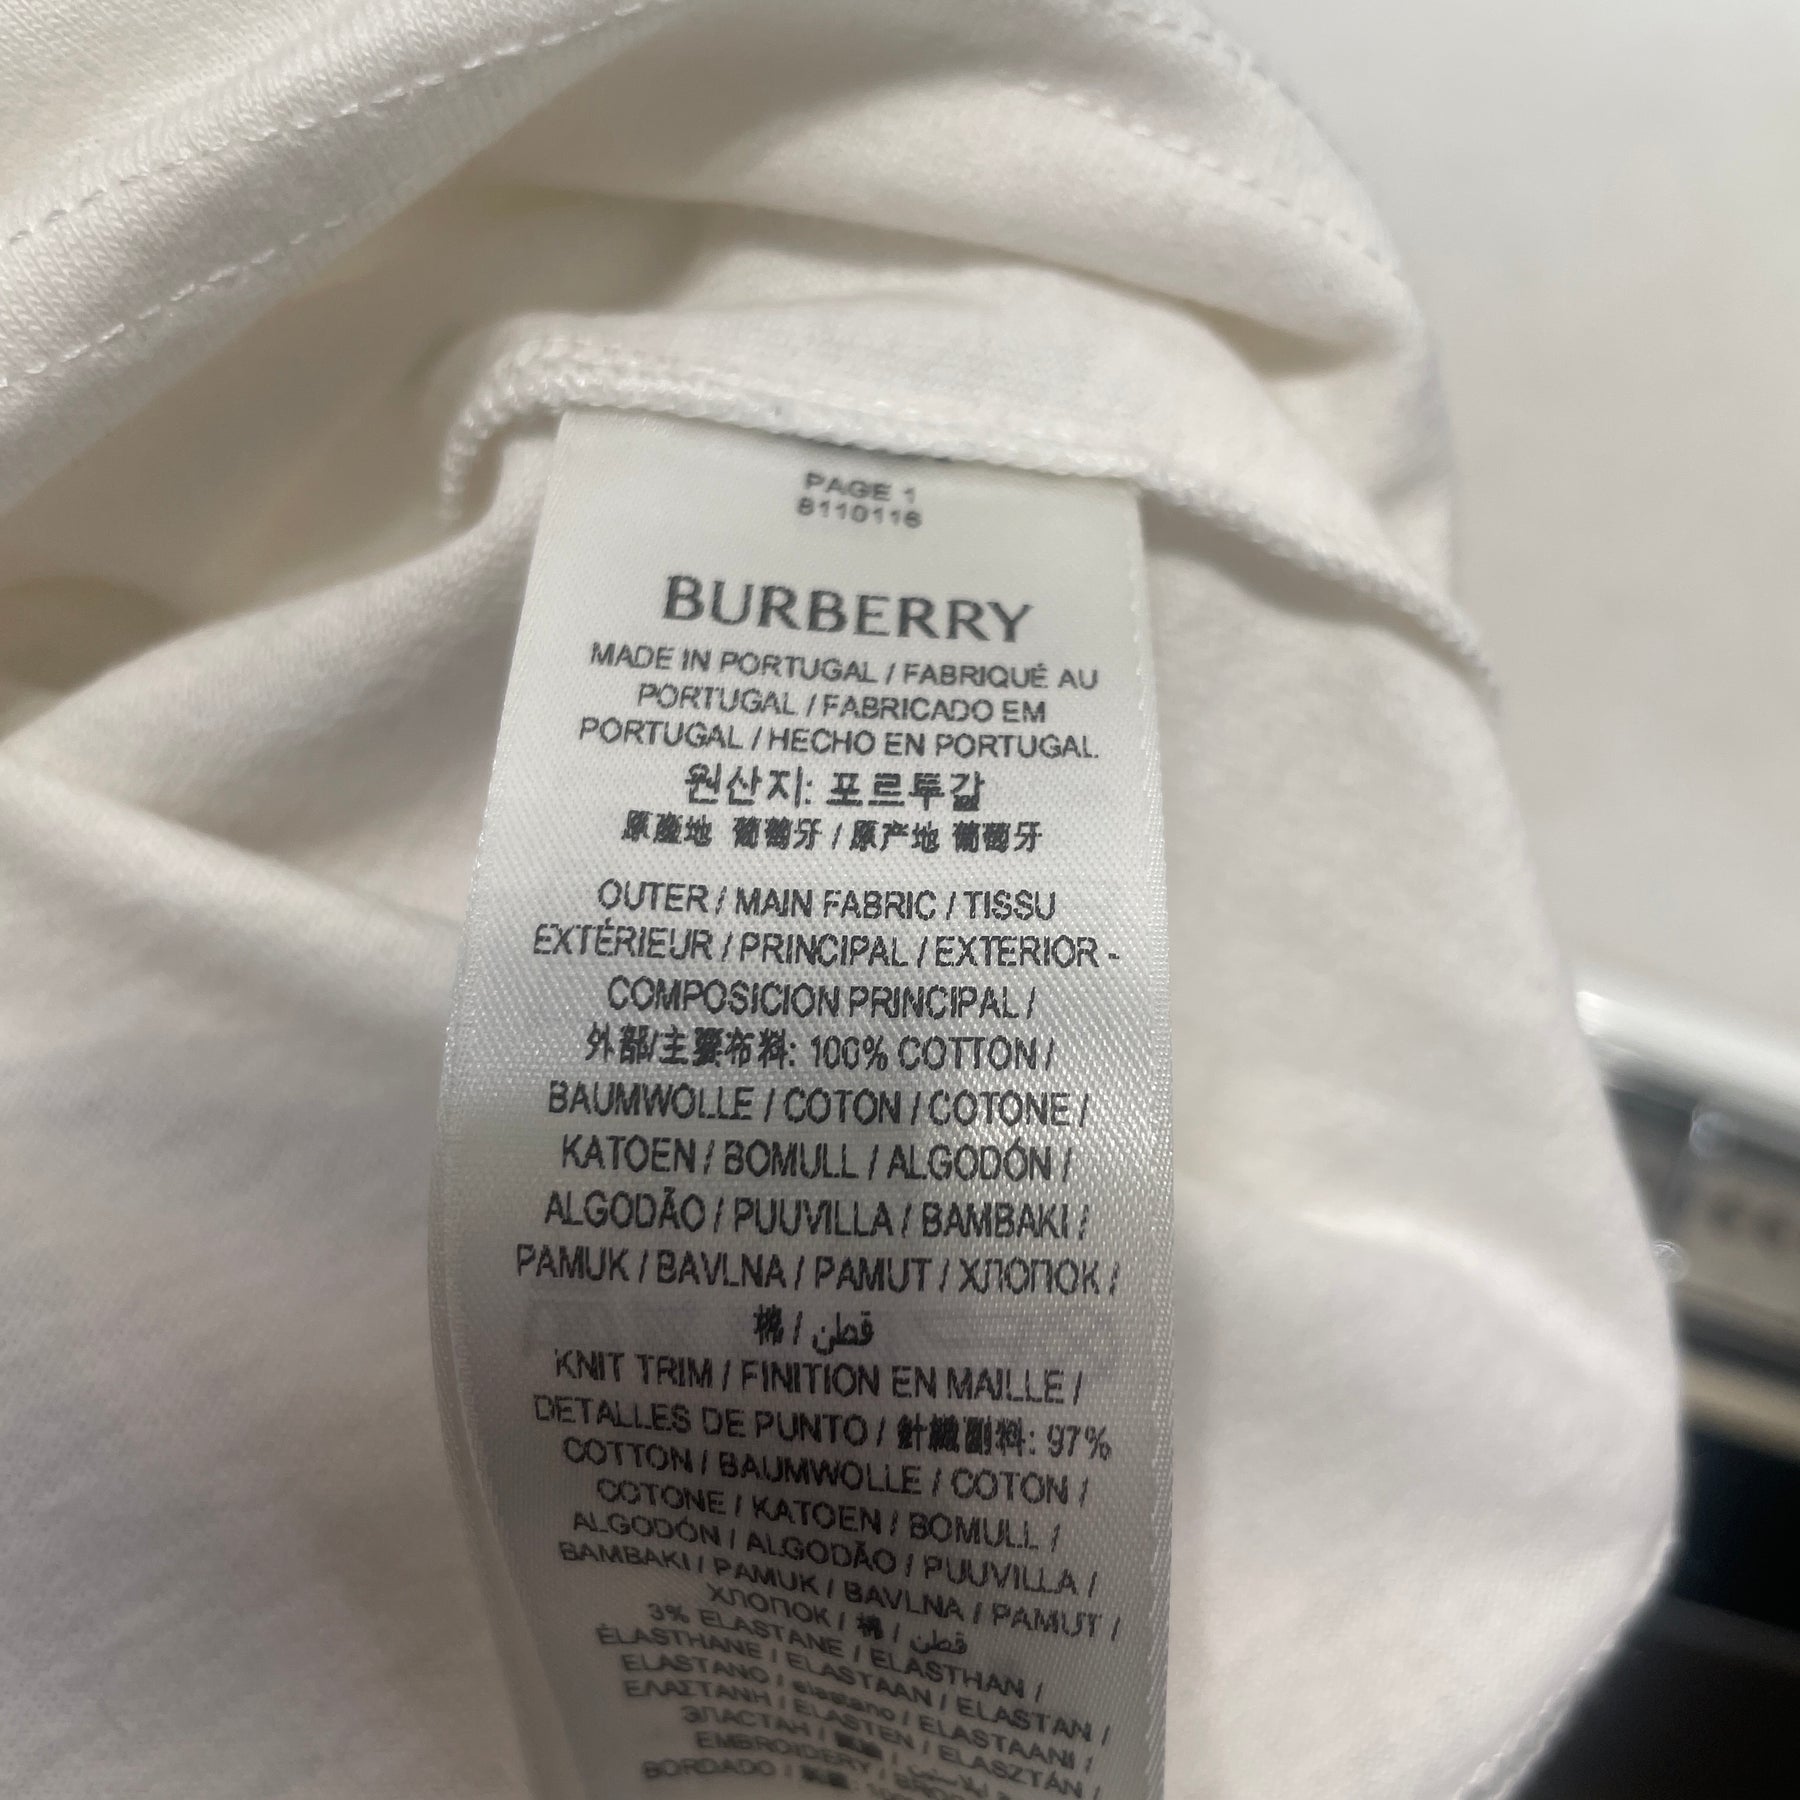 PAGE 1
8110116
BURBERRY
MADE IN PORTUGAL / FABRIQUÉ AU
PORTUGAL / FABRICADO EM
PORTUGAL / HECHO EN PORTUGAL
원산지: 포르투갈
原產地 葡萄牙 / 原产地 葡萄牙
OUTER / MAIN FABRIC / TISSU
EXTÉRIEUR / PRINCIPAL / EXTERIOR -
COMPOSICION PRINCIPAL /
外部/主要布料: 100% COTTON /
BAUMWOLLE / COTON / COTONE /
KATOEN / BOMULL / ALGODÓN /
ALGODÃO / PUUVILLA / BAMBAKI /
PAMUK / BAVLNA / PAMUT / ХЛОПОК /
棉 / قطن
KNIT TRIM / FINITION EN MAILLE /
DETALLES DE PUNTO / 針織副料: 97%
COTTON / BAUMWOLLE / COTON /
COTONE / KATOEN / BOMULL /
ALGODÓN / ALGODÃO / PUUVILLA /
BAMBAKI / PAMUK / BAVLNA / PAMUT /
ХЛОПОК / 棉 / قطن
3% ELASTANE / ELASTHAN /
ÉLASTHANE / ELASTAAN / ELASTAN /
ELASTANO / elastano / ELASTAANI /
ΕΛΑΣΤΑΝΗ / ELASTEN / ELASZTÁN /
ЭЛАСТАН /
EMBROIDERY /
BORDADO /